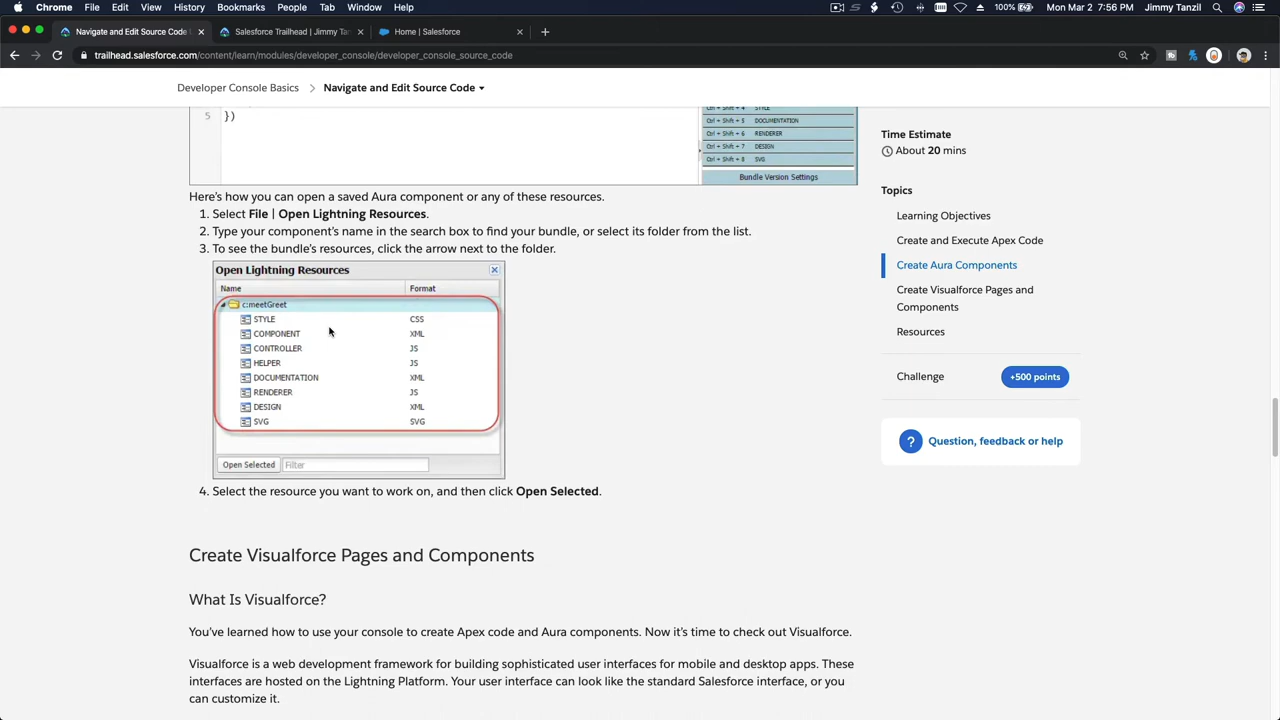 Chrome File Edit View History Bookmarks People Tab Window Help 100% Mon Mar 2 7:56 PM Jimmy Tanzil
Navigate and Edit Source Code
Salesforce Trailhead | Jimmy Tan
Home | Salesforce
trailhead.salesforce.com/content/learn/modules/developer_console/developer_console_source_code
Developer Console Basics
Navigate and Edit Source Code
5 })
Ctrl + Shift + 4 STYLE
Ctrl + Shift + 5 DOCUMENTATION
Ctrl + Shift + 6 RENDERER
Ctrl + Shift + 7 DESIGN
Ctrl + Shift + 8 SVG
Bundle Version Settings
Here's how you can open a saved Aura component or any of these resources.
1. Select File | Open Lightning Resources.
2. Type your component's name in the search box to find your bundle, or select its folder from the list.
3. To see the bundle's resources, click the arrow next to the folder.
Open Lightning Resources
Name Format
c:meetGreet
STYLE CSS
COMPONENT XML
CONTROLLER JS
HELPER JS
DOCUMENTATION XML
RENDERER JS
DESIGN XML
SVG SVG
Open Selected Filter
4. Select the resource you want to work on, and then click Open Selected.
Create Visualforce Pages and Components
What Is Visualforce?
You've learned how to use your console to create Apex code and Aura components. Now it's time to check out Visualforce.
Visualforce is a web development framework for building sophisticated user interfaces for mobile and desktop apps. These
interfaces are hosted on the Lightning Platform. Your user interface can look like the standard Salesforce interface, or you
can customize it.
Time Estimate
About 20 mins
Topics
Learning Objectives
Create and Execute Apex Code
Create Aura Components
Create Visualforce Pages and
Components
Resources
Challenge +500 points
? Question, feedback or help